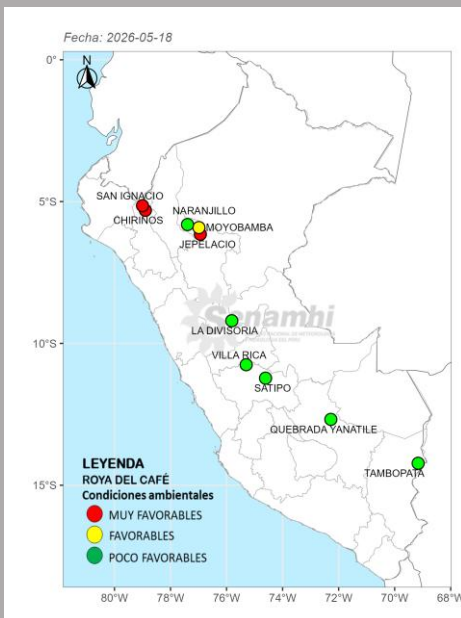 Fecha: 2026-05-18
N
0°
SAN IGNACIO
5°S
NARANJILLO
CHIRINOS
MOYOBAMBA
JEPELACIO
Senamhi
LA DIVISORIA
10°S
VILLA RICA
SATIPO
QUEBRADA YANATILE
TAMBOPATA
LEYENDA
ROYA DEL CAFÉ
Condiciones ambientales
15°S
MUY FAVORABLES
FAVORABLES
POCO FAVORABLES
80°W 78°W 76°W 74°W 72°W 70°W 68°W